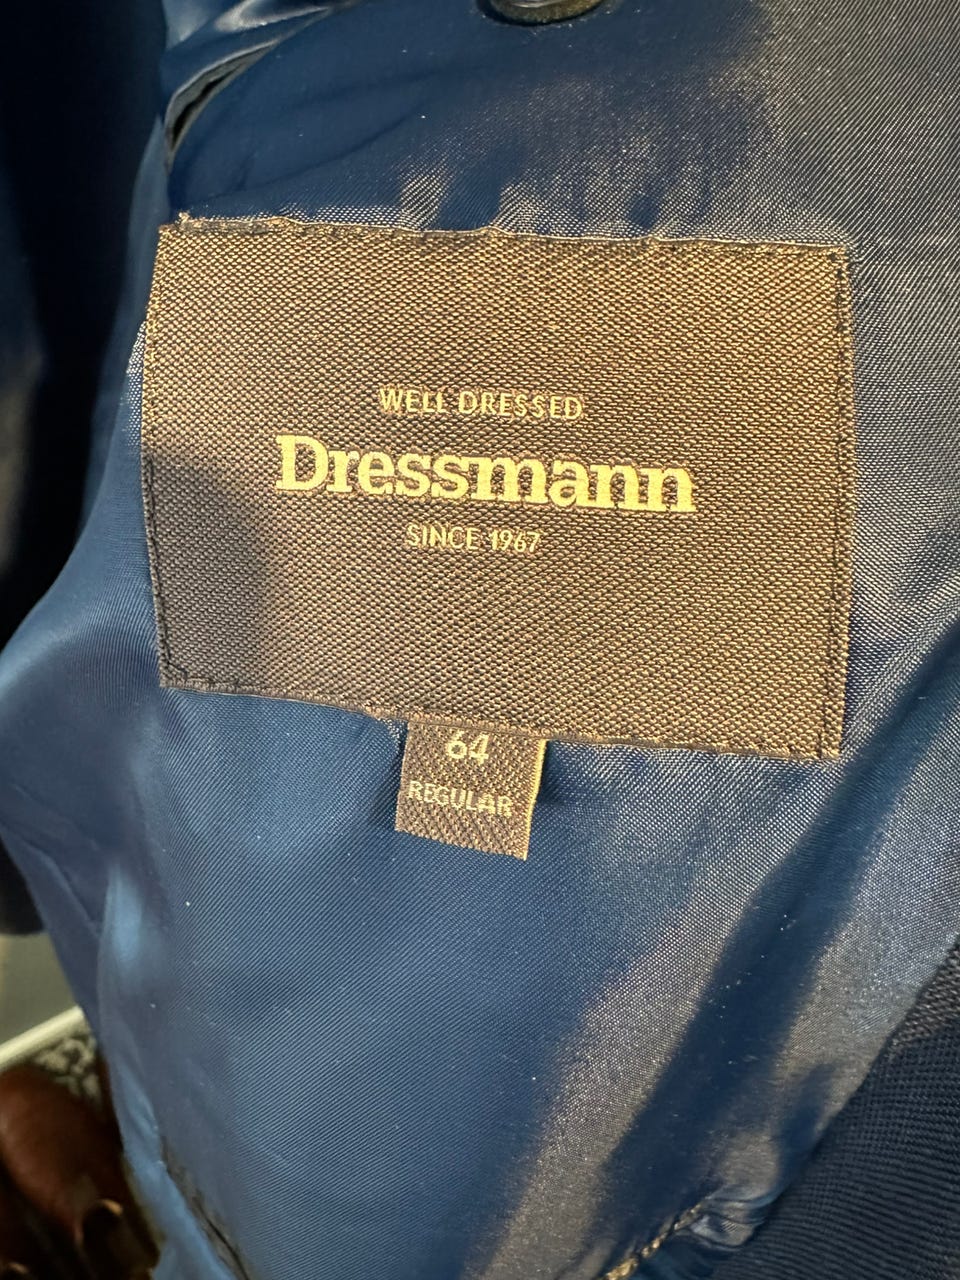 WELL DRESSED
Dressmann
SINCE 1967
64
REGULAR